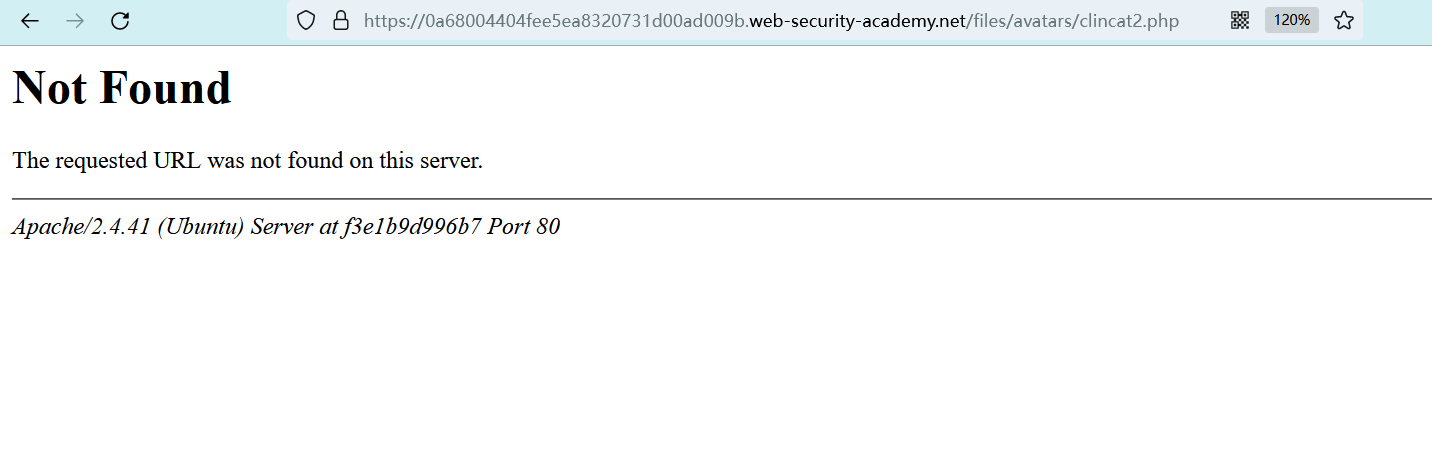 https://0a68004404fee5ea8320731d00ad009b.web-security-academy.net/files/avatars/clincat2.php
120%
Not Found
The requested URL was not found on this server.
Apache/2.4.41 (Ubuntu) Server at f3e1b9d996b7 Port 80